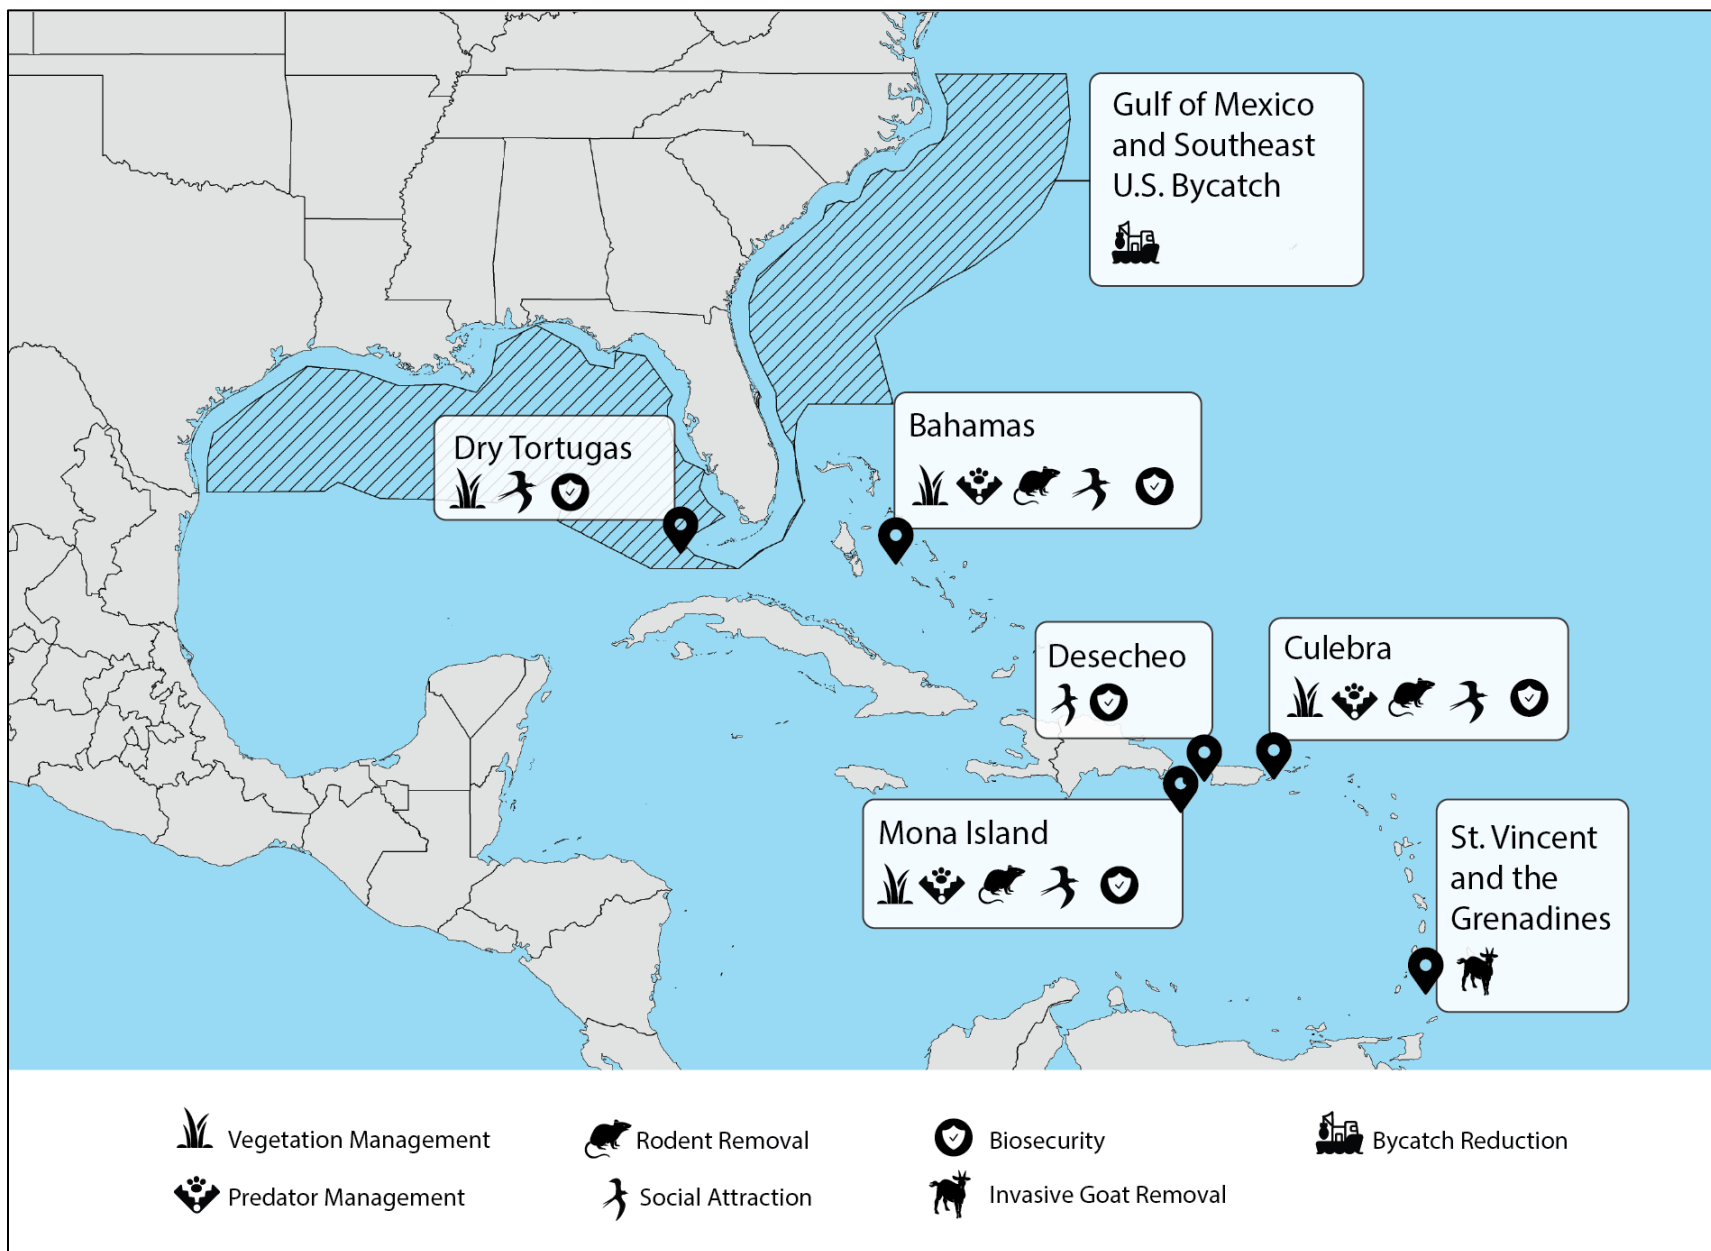 Gulf of Mexico
and Southeast
U.S. Bycatch
Dry Tortugas
Bahamas
Desecheo
Culebra
Mona Island
St. Vincent
and the
Grenadines
Vegetation Management
Rodent Removal
Biosecurity
Bycatch Reduction
Predator Management
Social Attraction
Invasive Goat Removal